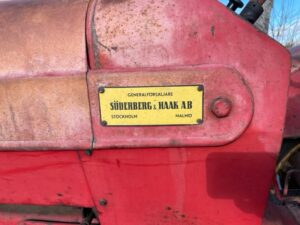 GENERALFÖRSÄLJARE
SÖDERBERG & HAAK AB
STOCKHOLM MALMÖ